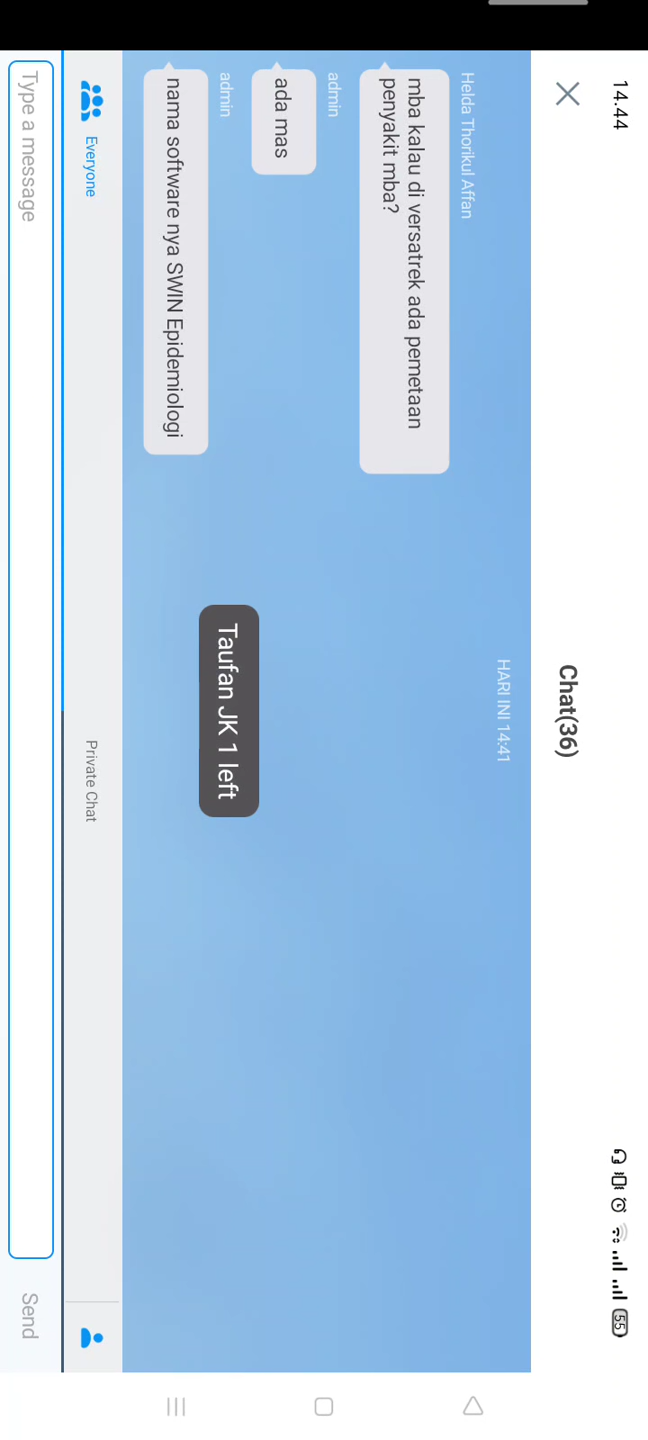 14.44
55
Chat(36)
HARI INI 14:41
Helda Thorikul Affan
mba kalau di versatrek ada pemetaan
penyakit mba?
admin
ada mas
admin
nama software nya SWIN Epidemiologi
Taufan JK 1 left
Everyone
Private Chat
Type a message
Send